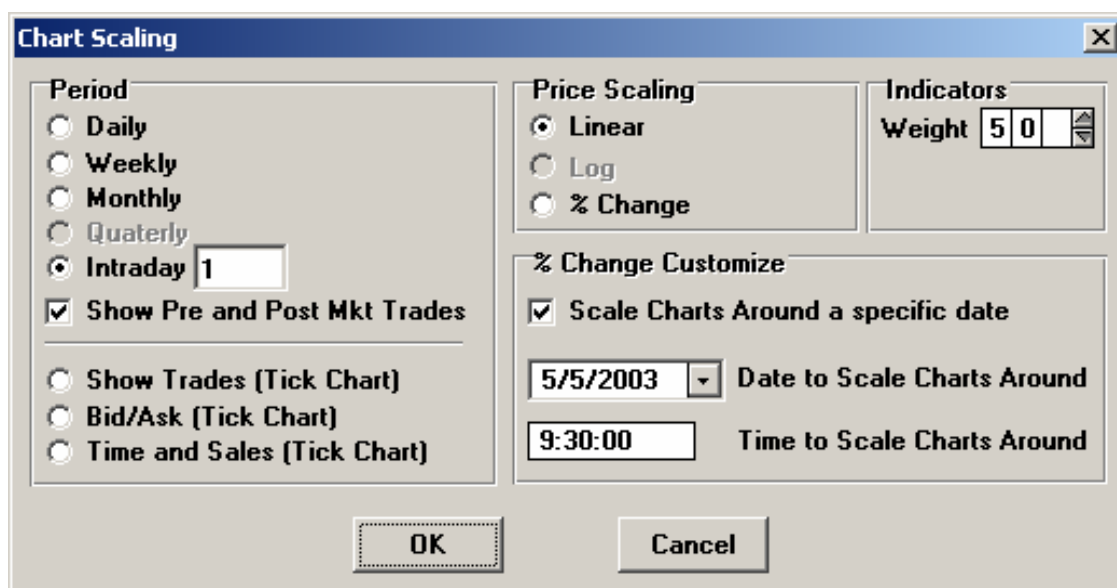 Chart Scaling
Period
Daily
Weekly
Monthly
Quaterly
Intraday 1
Show Pre and Post Mkt Trades
Show Trades (Tick Chart)
Bid/Ask (Tick Chart)
Time and Sales (Tick Chart)
Price Scaling
Linear
Log
% Change
Indicators
Weight 50
% Change Customize
Scale Charts Around a specific date
5/5/2003 Date to Scale Charts Around
9:30:00 Time to Scale Charts Around
OK
Cancel